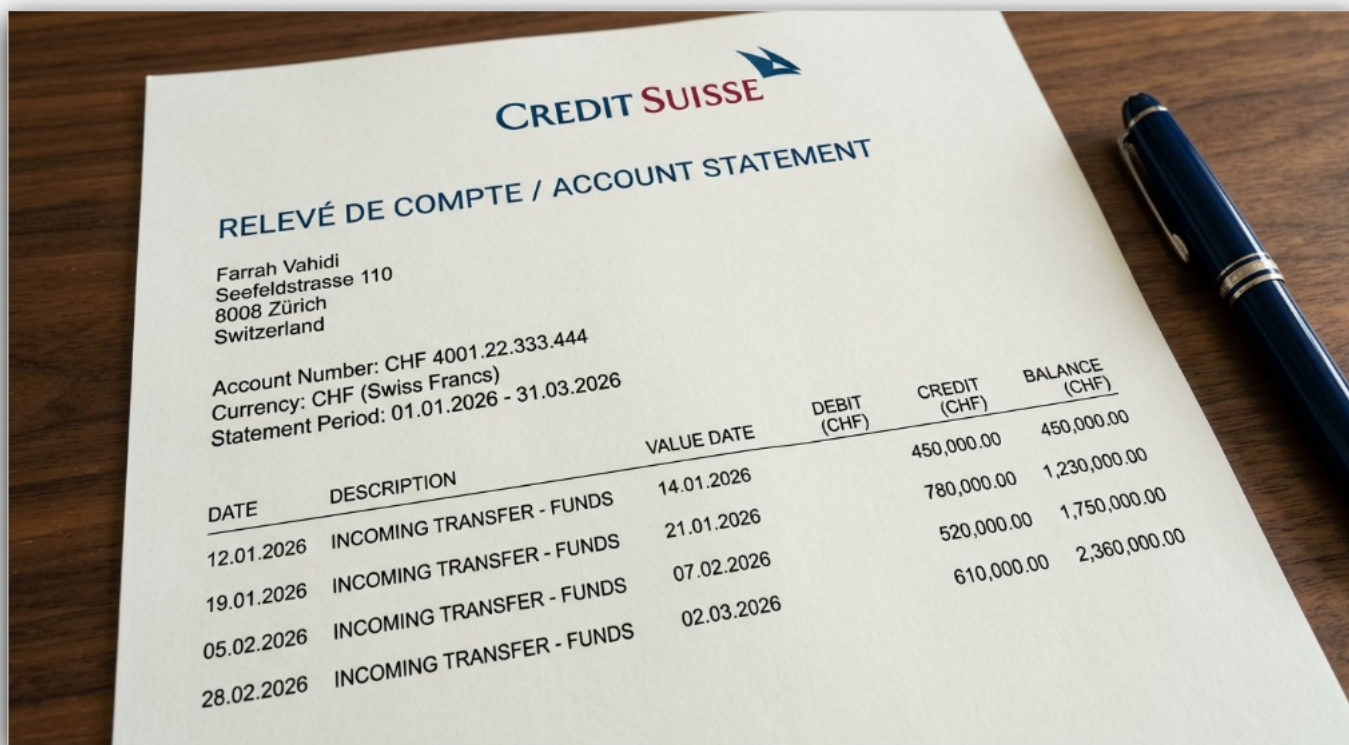 CREDIT SUISSE
RELEVÉ DE COMPTE / ACCOUNT STATEMENT
Farrah Vahidi
Seefeldstrasse 110
8008 Zürich
Switzerland
Account Number: CHF 4001.22.333.444
Currency: CHF (Swiss Francs)
Statement Period: 01.01.2026 - 31.03.2026
DATE DESCRIPTION VALUE DATE DEBIT (CHF) CREDIT (CHF) BALANCE (CHF)
12.01.2026 INCOMING TRANSFER - FUNDS 14.01.2026 450,000.00 450,000.00
19.01.2026 INCOMING TRANSFER - FUNDS 21.01.2026 780,000.00 1,230,000.00
05.02.2026 INCOMING TRANSFER - FUNDS 07.02.2026 520,000.00 1,750,000.00
28.02.2026 INCOMING TRANSFER - FUNDS 02.03.2026 610,000.00 2,360,000.00